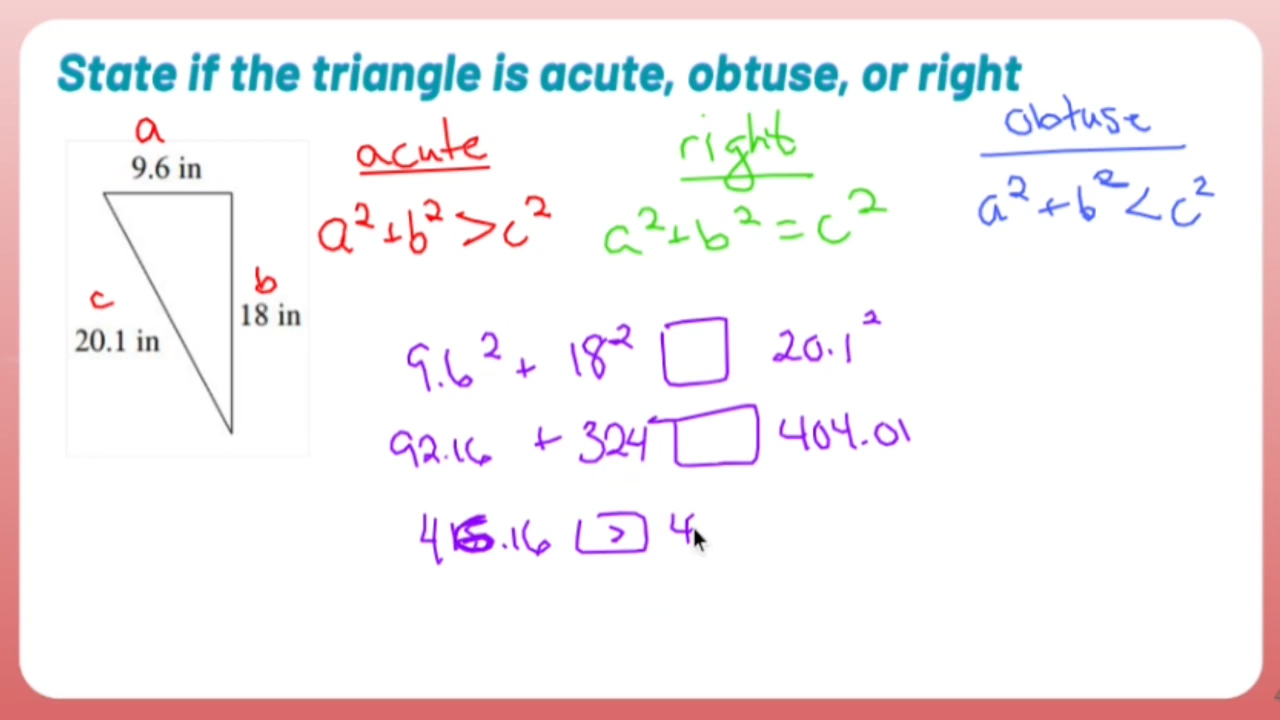 State if the triangle is acute, obtuse, or right
a
9.6 in
b
18 in
c
20.1 in
acute
a²+b²>c²
right
a²+b²=c²
obtuse
a²+b²<c²
9.6² + 18² 20.1²
92.16 + 324 404.01
416.16 > 4